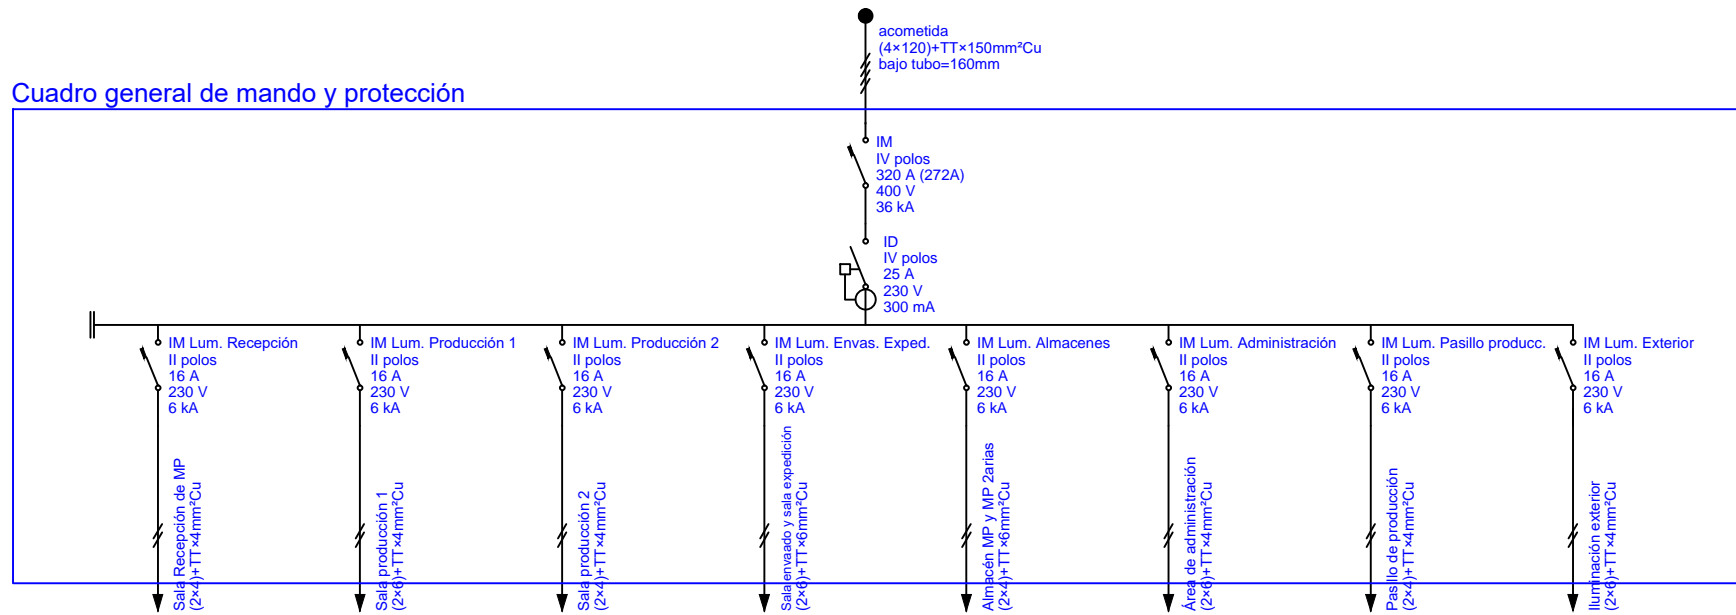 acometida
(4×120)+TT×150mm²Cu
bajo tubo=160mm
Cuadro general de mando y protección
IM
IV polos
320 A (272A)
400 V
36 kA
ID
IV polos
25 A
230 V
300 mA
IM Lum. Recepción
II polos
16 A
230 V
6 kA
IM Lum. Producción 1
II polos
16 A
230 V
6 kA
IM Lum. Producción 2
II polos
16 A
230 V
6 kA
IM Lum. Envas. Exped.
II polos
16 A
230 V
6 kA
IM Lum. Almacenes
II polos
16 A
230 V
6 kA
IM Lum. Administración
II polos
16 A
230 V
6 kA
IM Lum. Pasillo producc.
II polos
16 A
230 V
6 kA
IM Lum. Exterior
II polos
16 A
230 V
6 kA
Sala Recepción de MP
(2×4)+TT×4mm²Cu
Sala producción 1
(2×6)+TT×4mm²Cu
Sala producción 2
(2×4)+TT×4mm²Cu
Sala envaado y sala expedición
(2×6)+TT×6mm²Cu
Almacén MP y MP 2arias
(2×4)+TT×6mm²Cu
Área de administración
(2×6)+TT×4mm²Cu
Pasillo de producción
(2×4)+TT×4mm²Cu
Iluminación exterior
(2×6)+TT×4mm²Cu